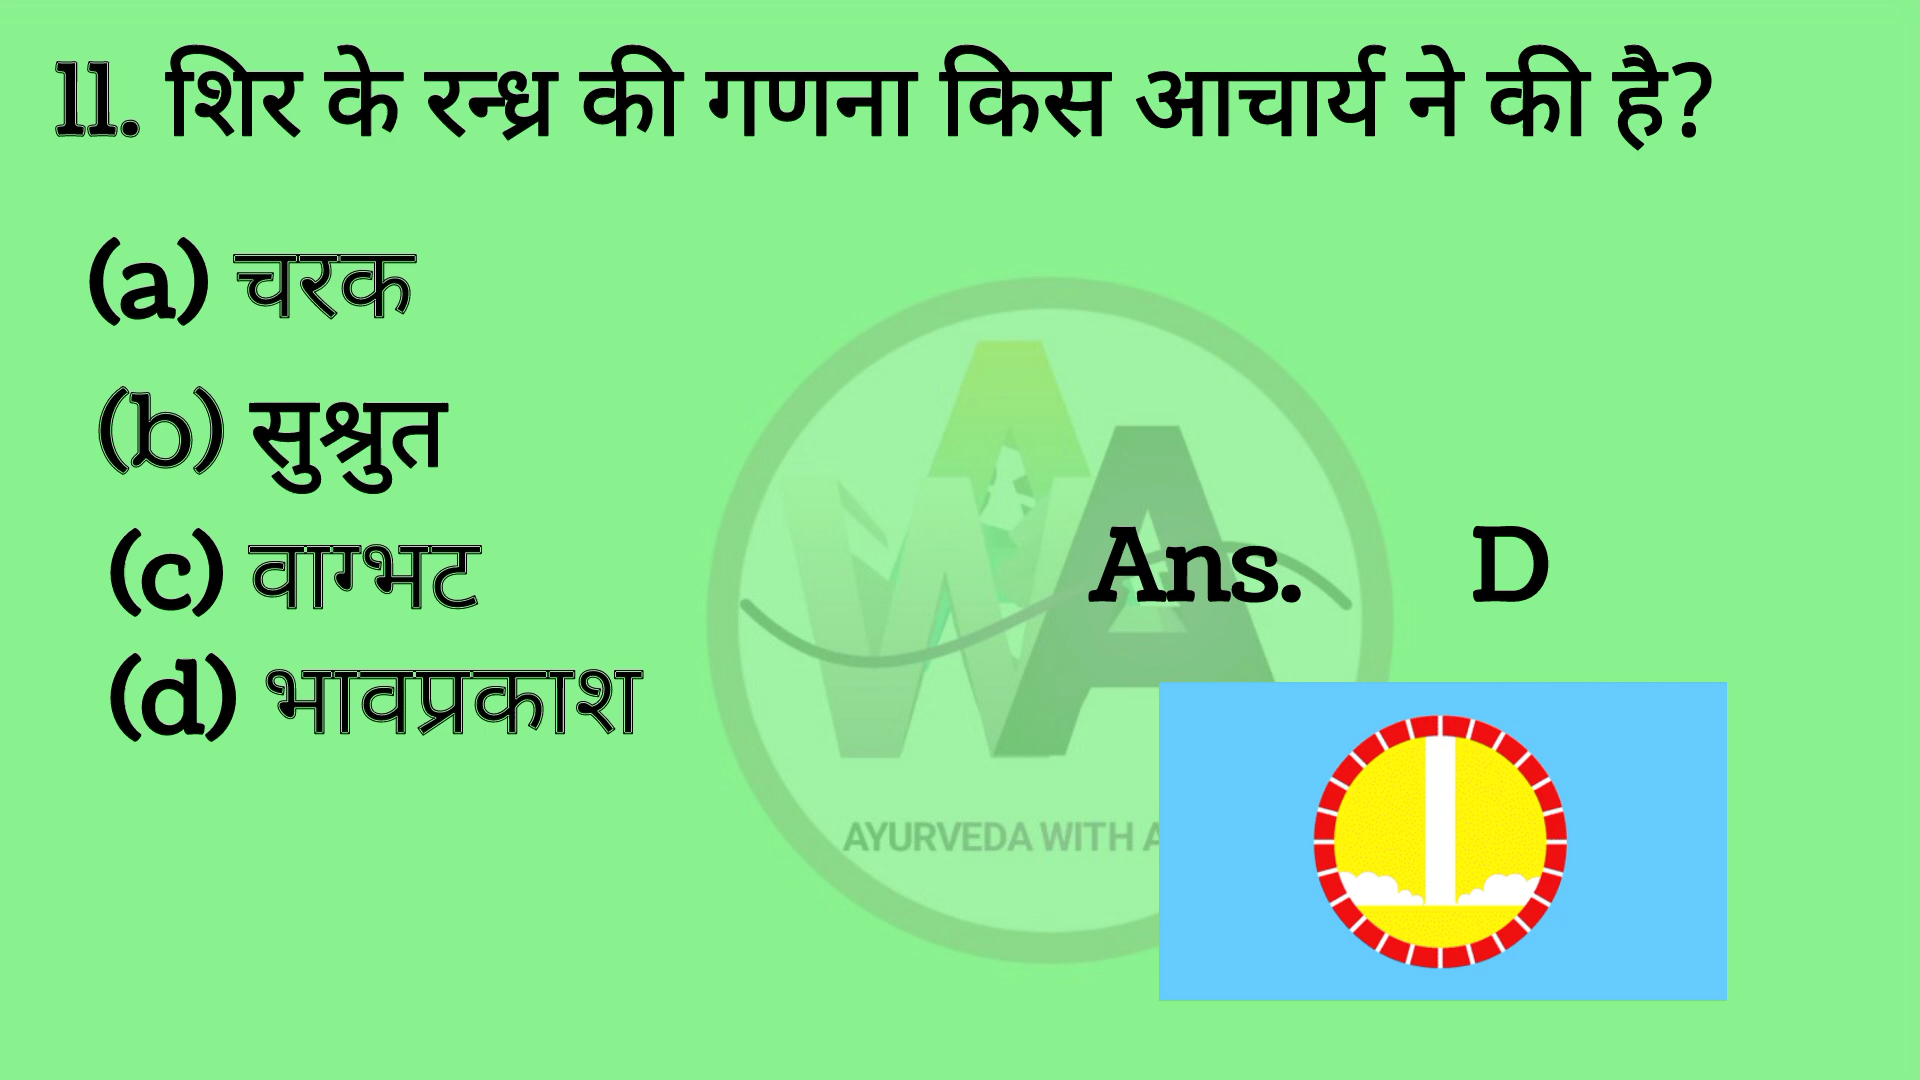 11. शिर के रन्ध्र की गणना किस आचार्य ने की है?
(a) चरक
(b) सुश्रुत
(c) वाग्भट
(d) भावप्रकाश
Ans. D
AYURVEDA WITH A